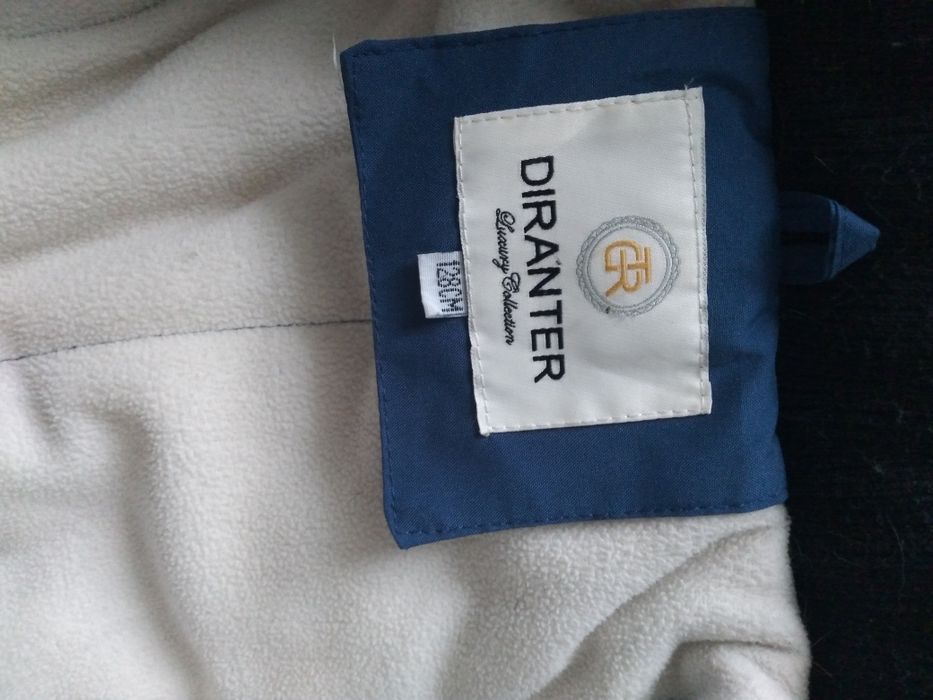 DIRANTER
Luxury Collection
128CM